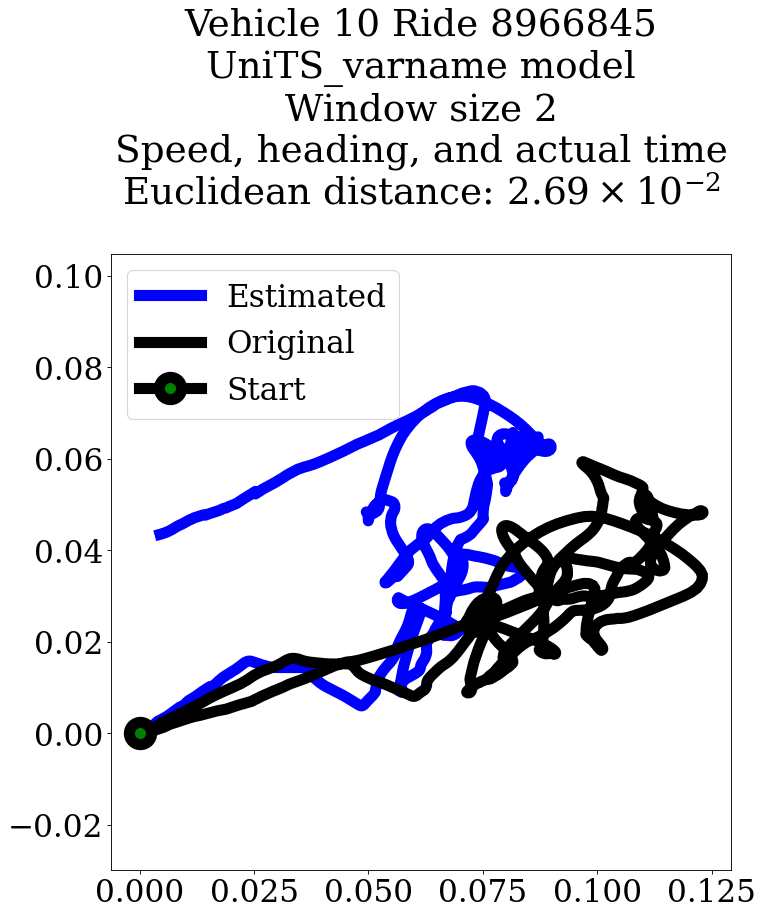 Vehicle 10 Ride 8966845
UniTS_varname model
Window size 2
Speed, heading, and actual time
Euclidean distance: 2.69 × 10⁻²
Estimated
Original
Start
0.10
0.08
0.06
0.04
0.02
0.00
−0.02
0.000 0.025 0.050 0.075 0.100 0.125